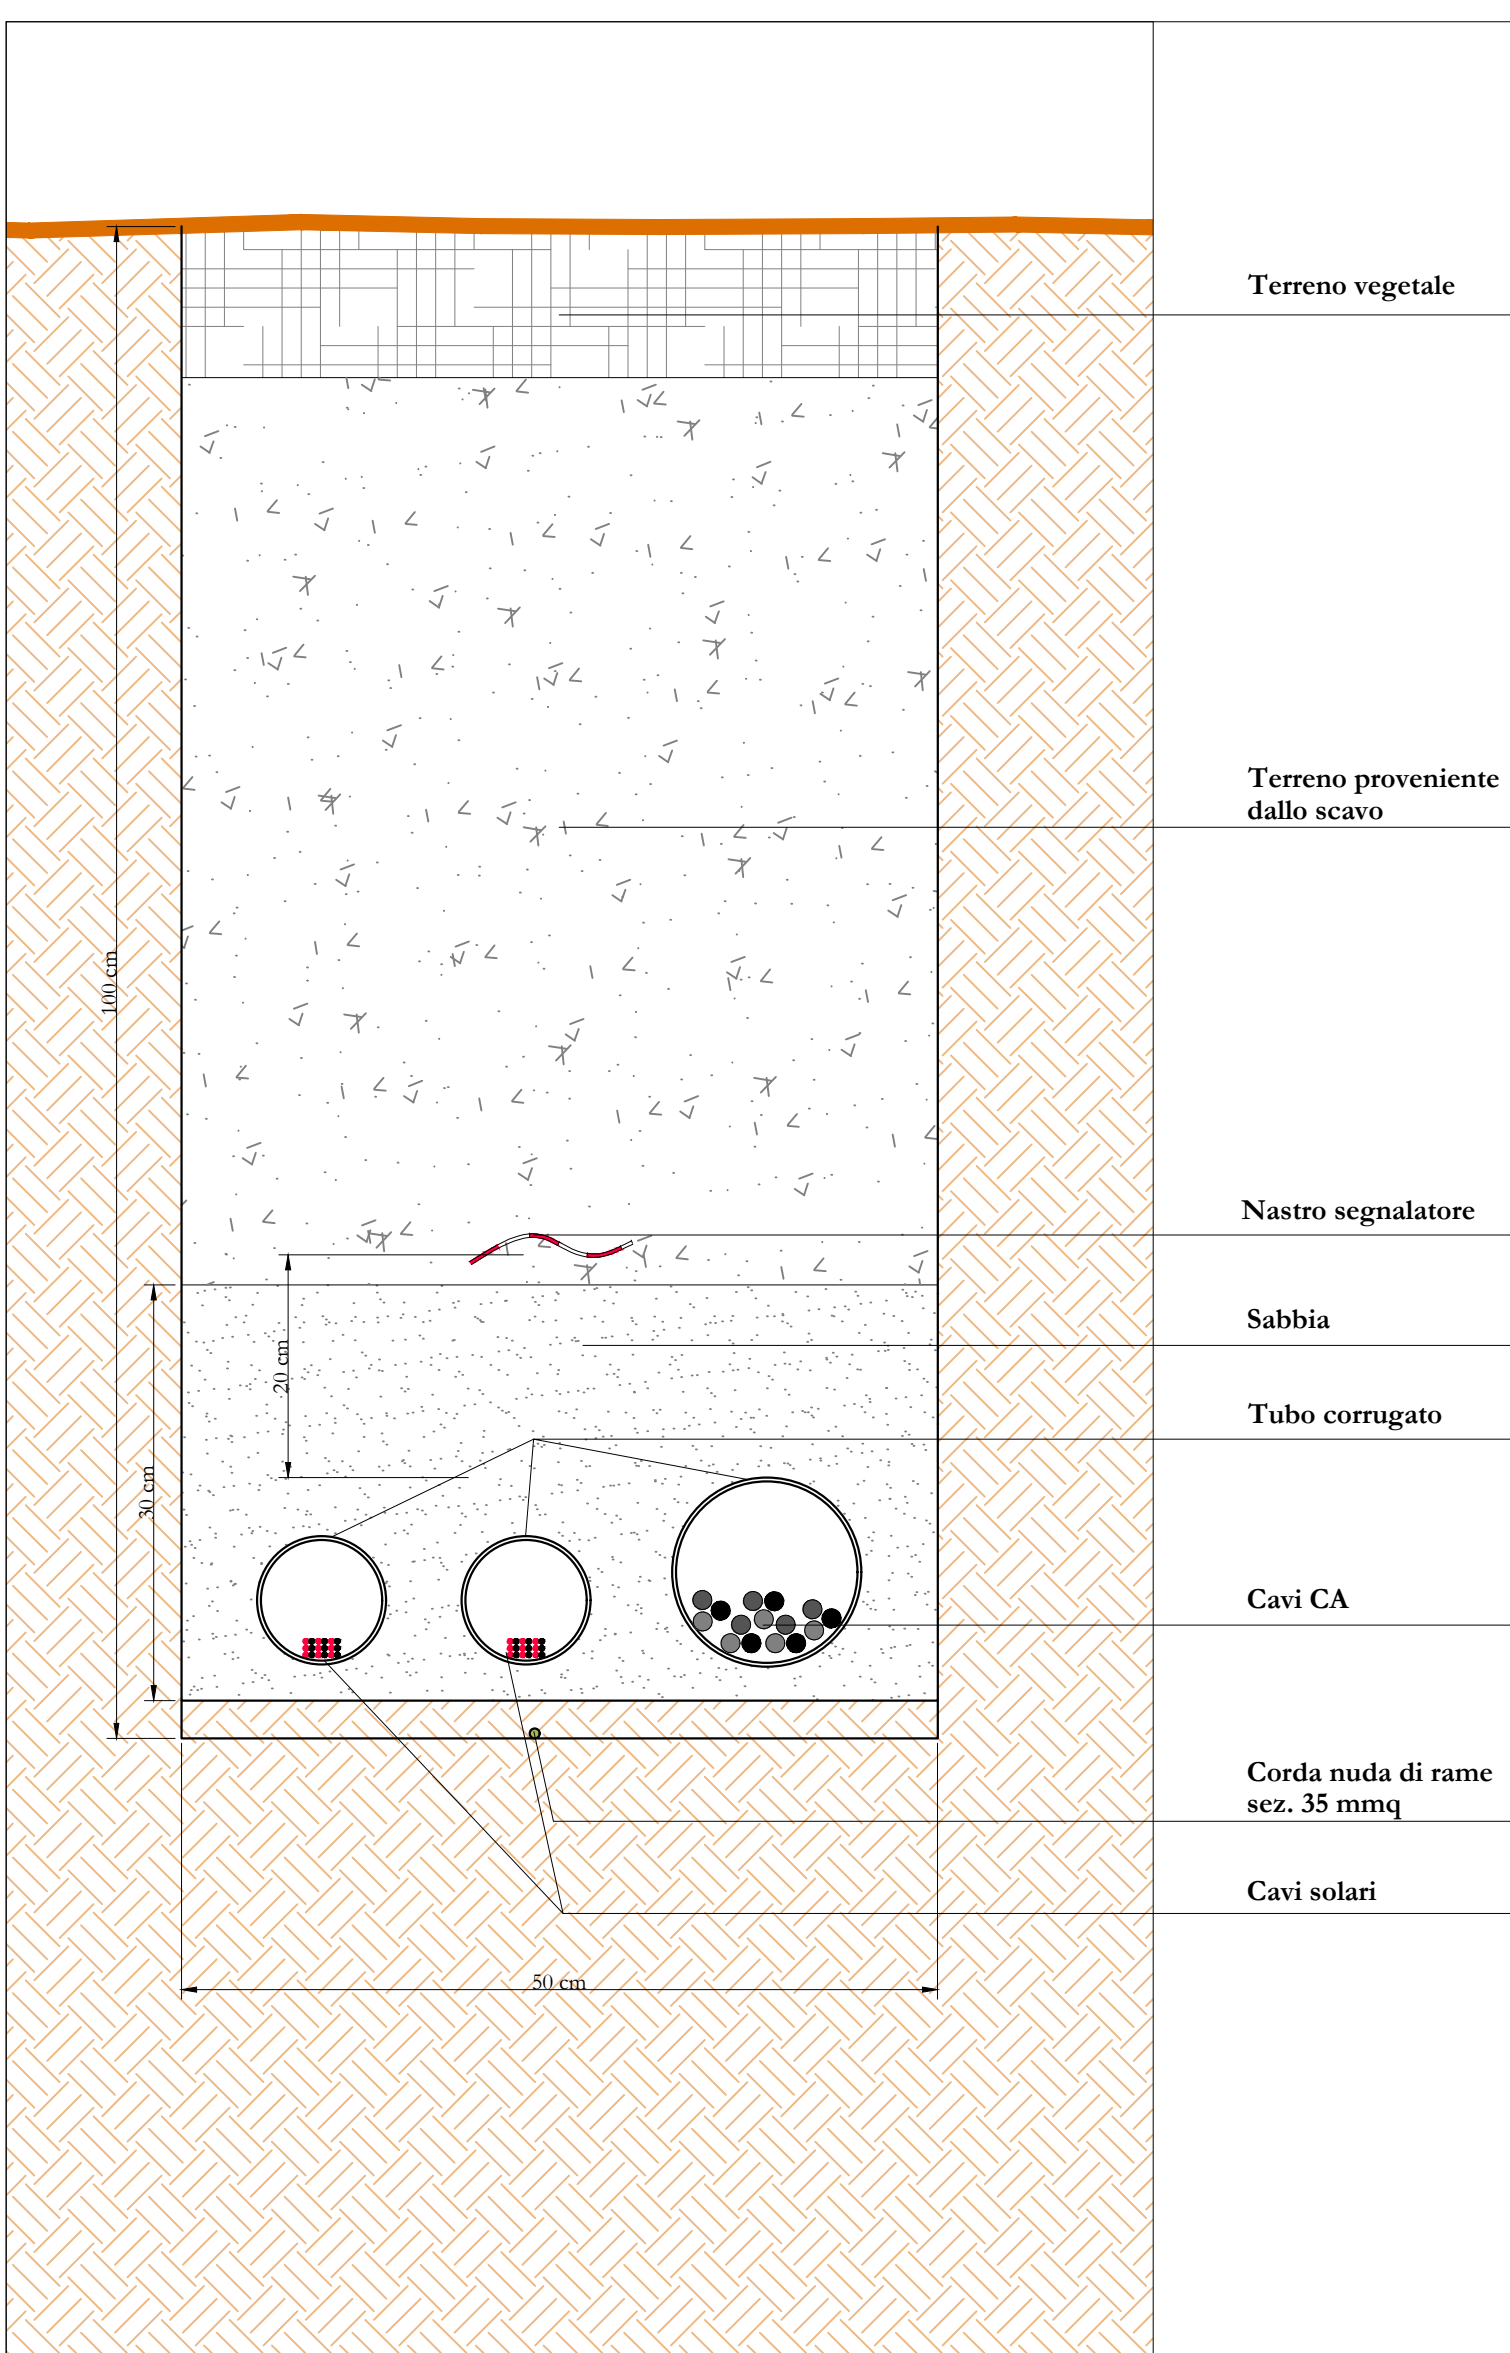 Terreno vegetale
Terreno proveniente
dallo scavo
100 cm
Nastro segnalatore
Sabbia
20 cm
Tubo corrugato
30 cm
Cavi CA
Corda nuda di rame
sez. 35 mmq
Cavi solari
50 cm